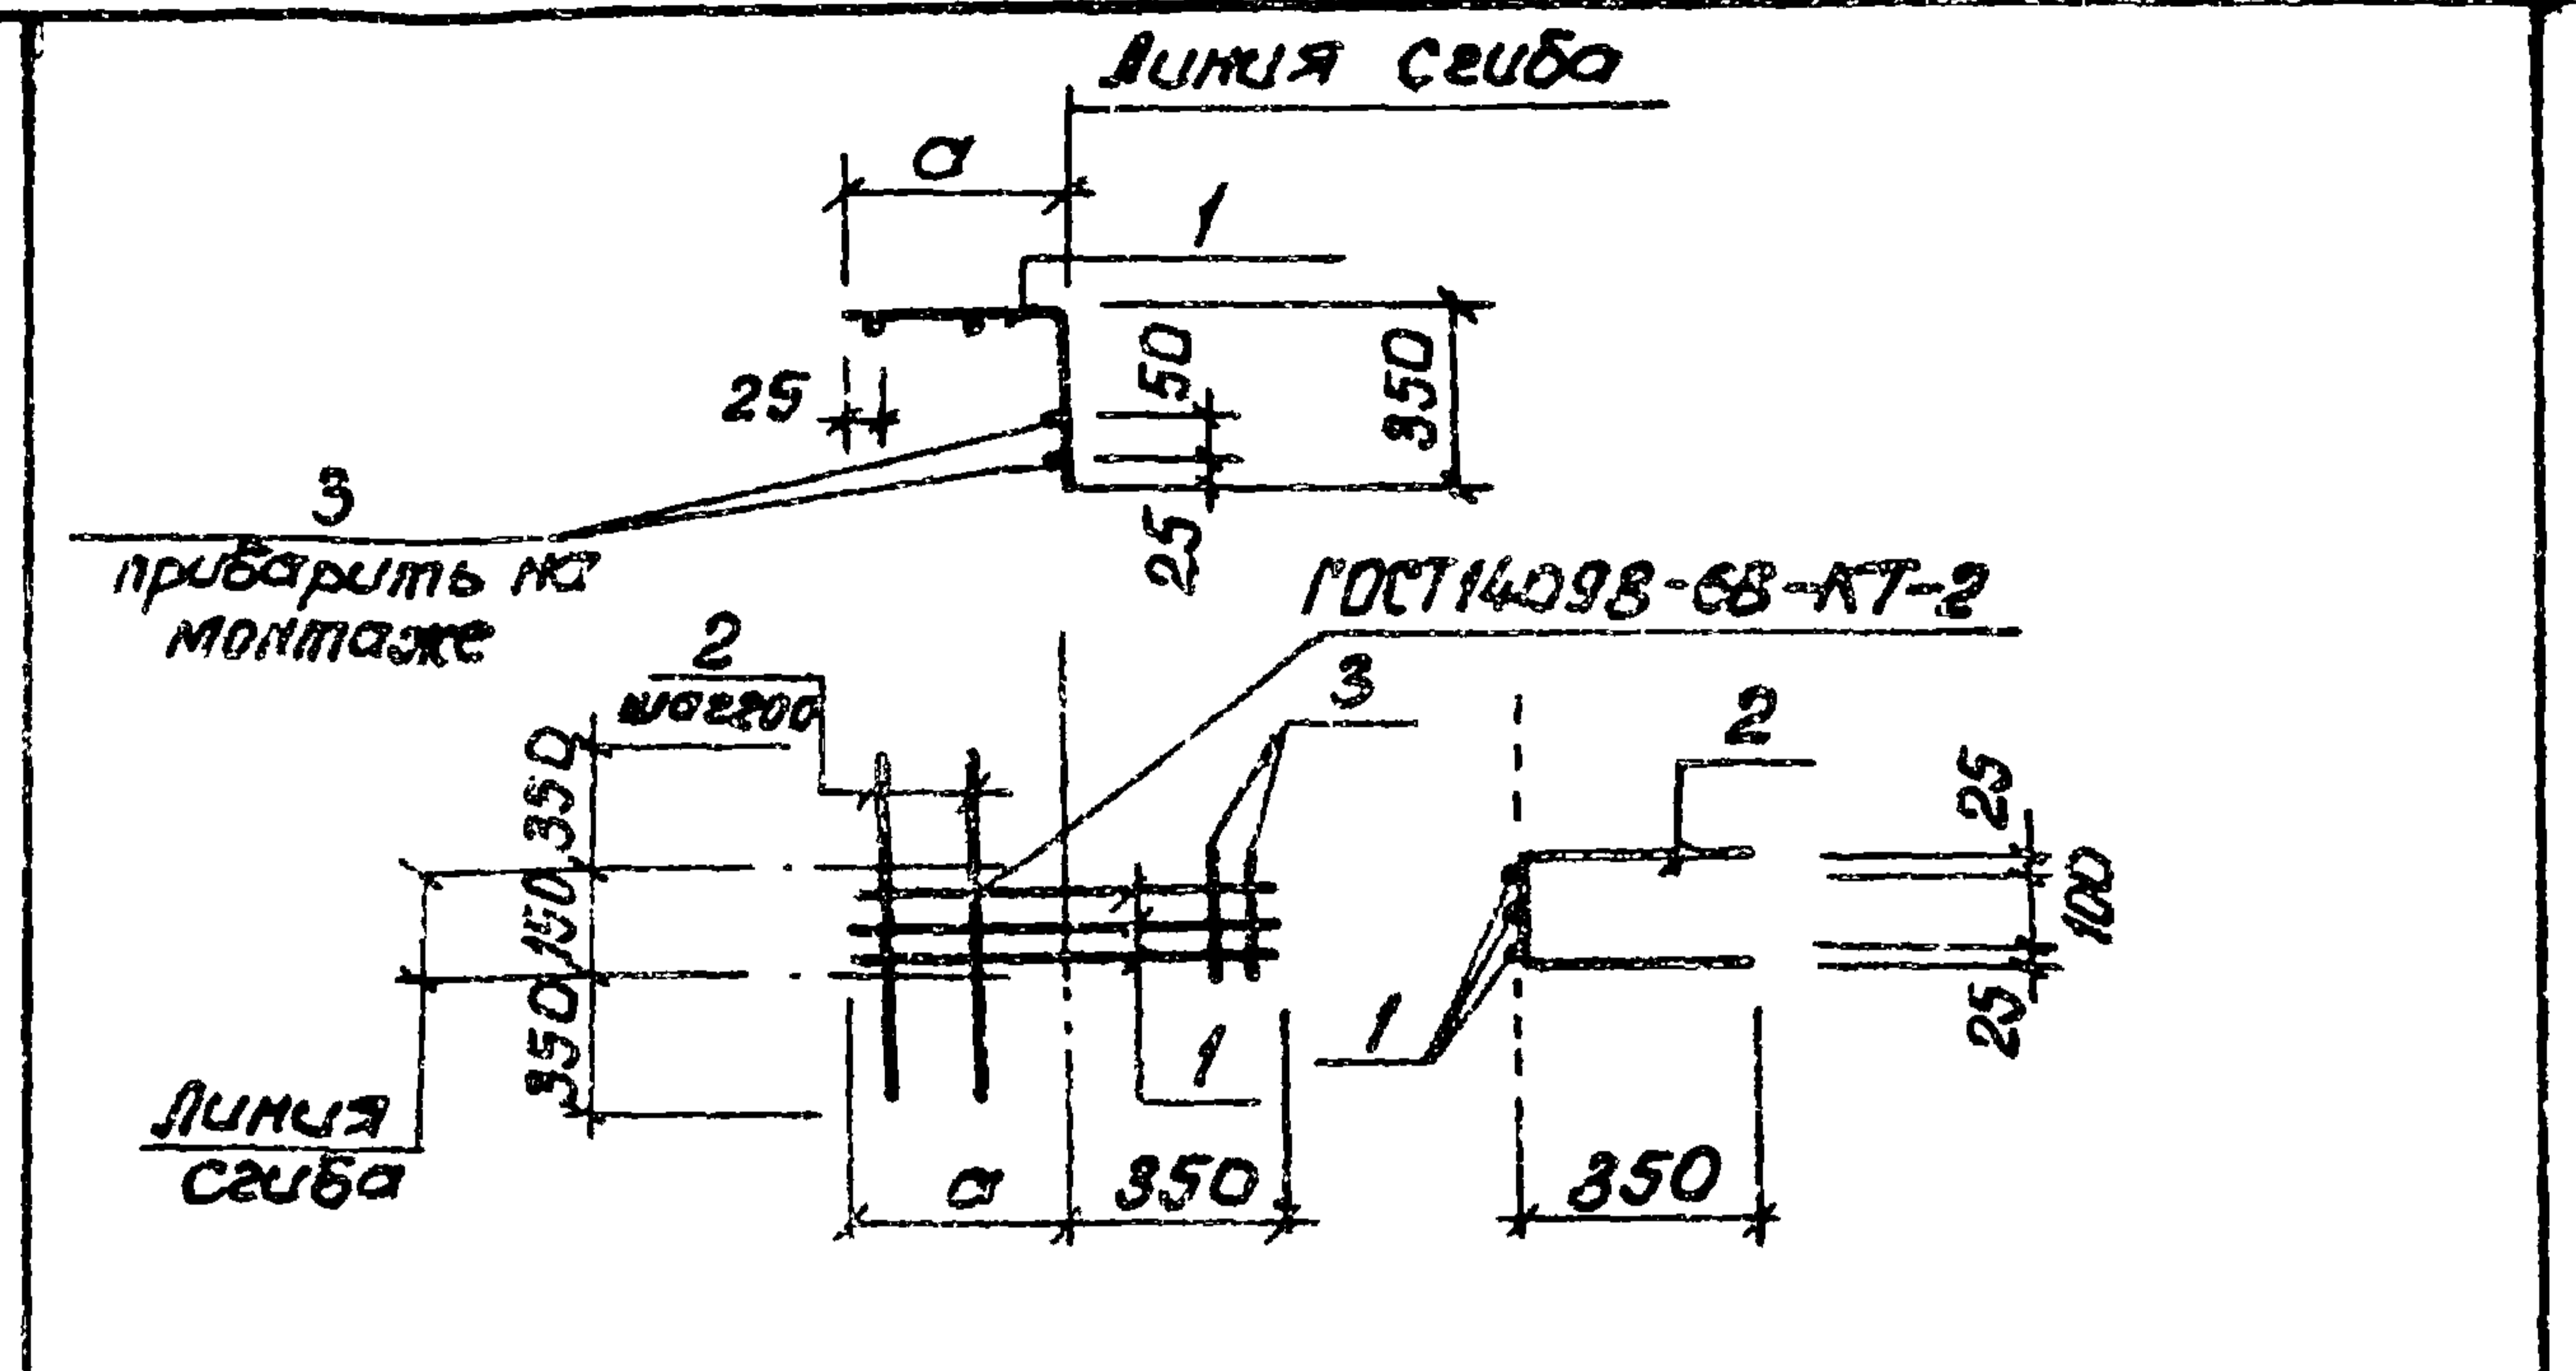 Линия сгиба
а
1
50
350
25
25
3
приварить на
монтаже
ГОСТ14098-68-КТ-2
2
шаг200
3
2
350
150
350
25
100
25
1
1
Линия
сгиба
а
350
350